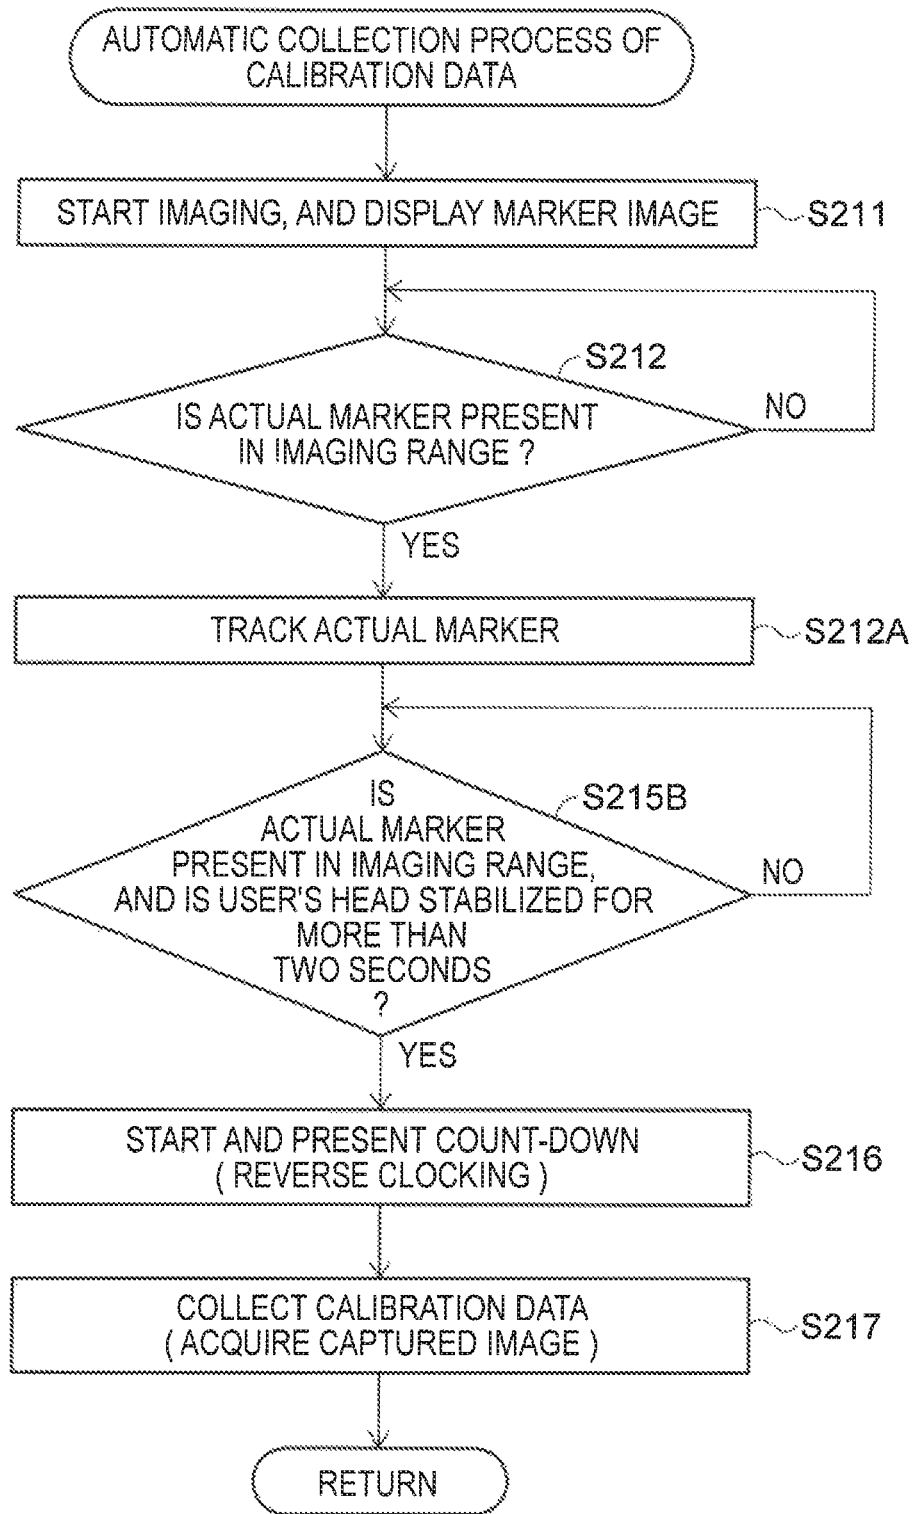 AUTOMATIC COLLECTION PROCESS OF
CALIBRATION DATA
START IMAGING, AND DISPLAY MARKER IMAGE
S211
S212
IS ACTUAL MARKER PRESENT
IN IMAGING RANGE ?
NO
YES
TRACK ACTUAL MARKER
S212A
S215B
IS
ACTUAL MARKER
PRESENT IN IMAGING RANGE,
AND IS USER'S HEAD STABILIZED FOR
MORE THAN
TWO SECONDS
?
NO
YES
START AND PRESENT COUNT-DOWN
( REVERSE CLOCKING )
S216
COLLECT CALIBRATION DATA
( ACQUIRE CAPTURED IMAGE )
S217
RETURN